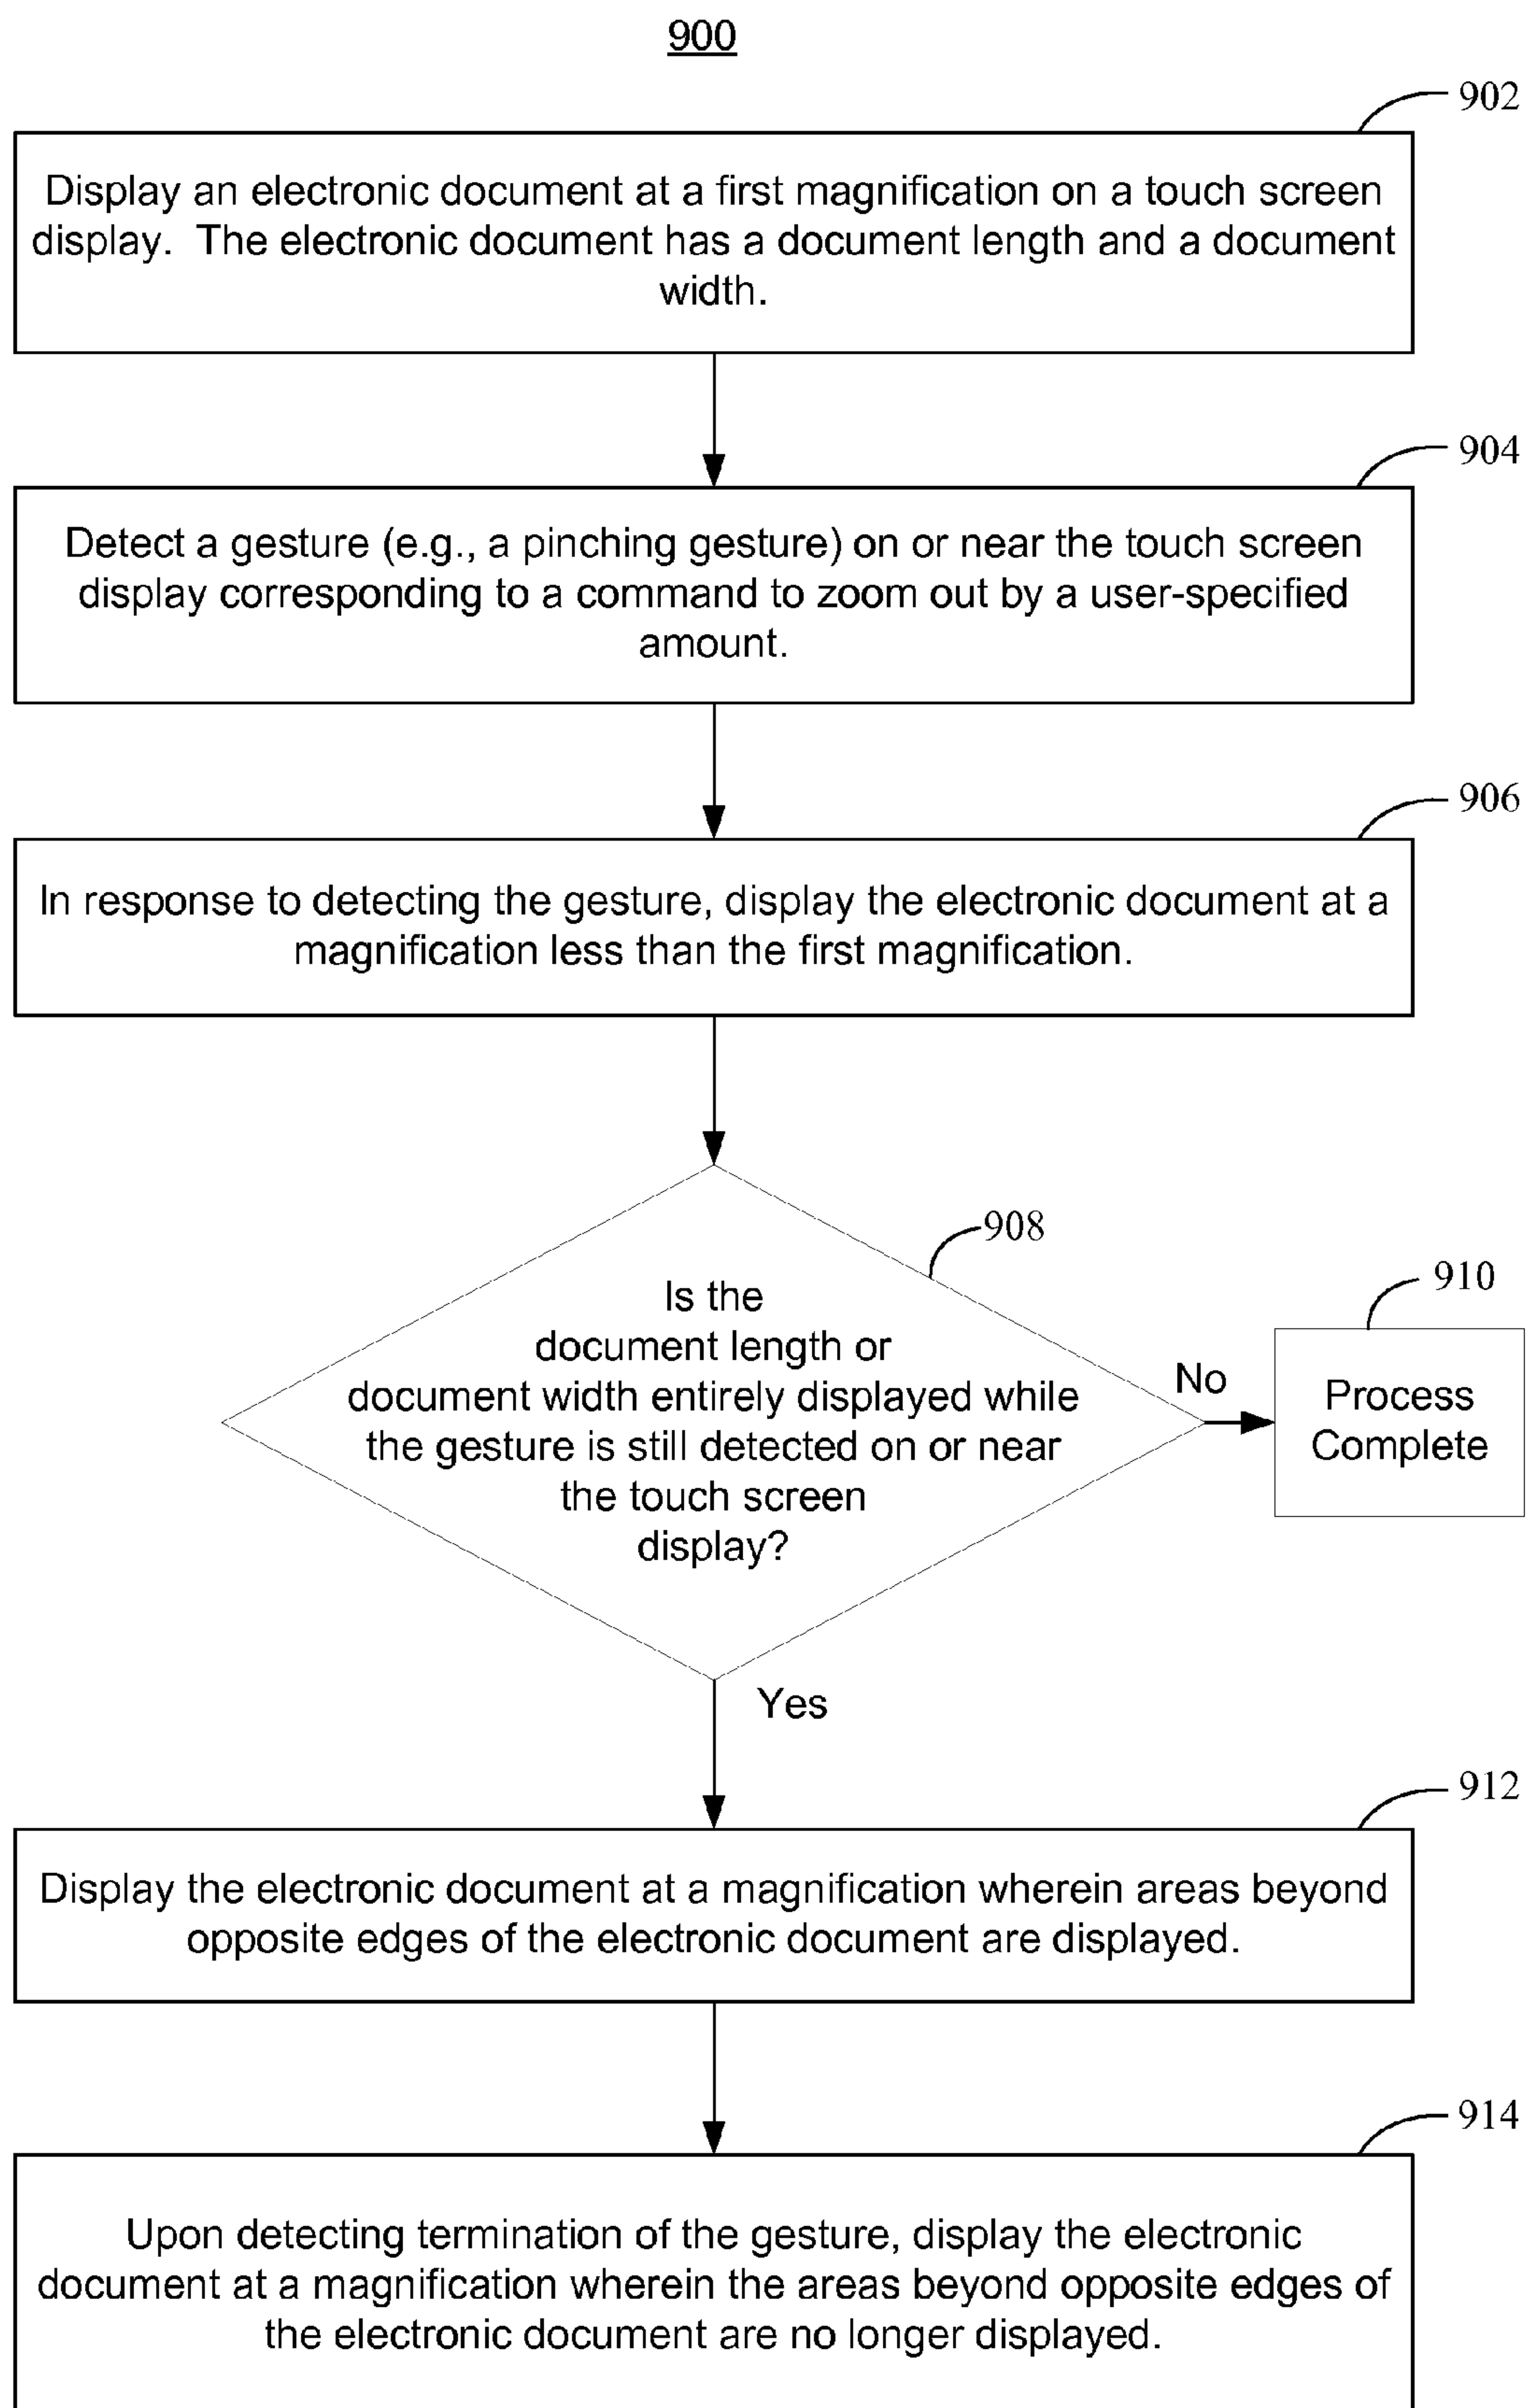 900
902
Display an electronic document at a first magnification on a touch screen
display.  The electronic document has a document length and a document
width.
904
Detect a gesture (e.g., a pinching gesture) on or near the touch screen
display corresponding to a command to zoom out by a user-specified
amount.
906
In response to detecting the gesture, display the electronic document at a
magnification less than the first magnification.
908
Is the
document length or
document width entirely displayed while
the gesture is still detected on or near
the touch screen
display?
No
910
Process
Complete
Yes
912
Display the electronic document at a magnification wherein areas beyond
opposite edges of the electronic document are displayed.
914
Upon detecting termination of the gesture, display the electronic
document at a magnification wherein the areas beyond opposite edges of
the electronic document are no longer displayed.